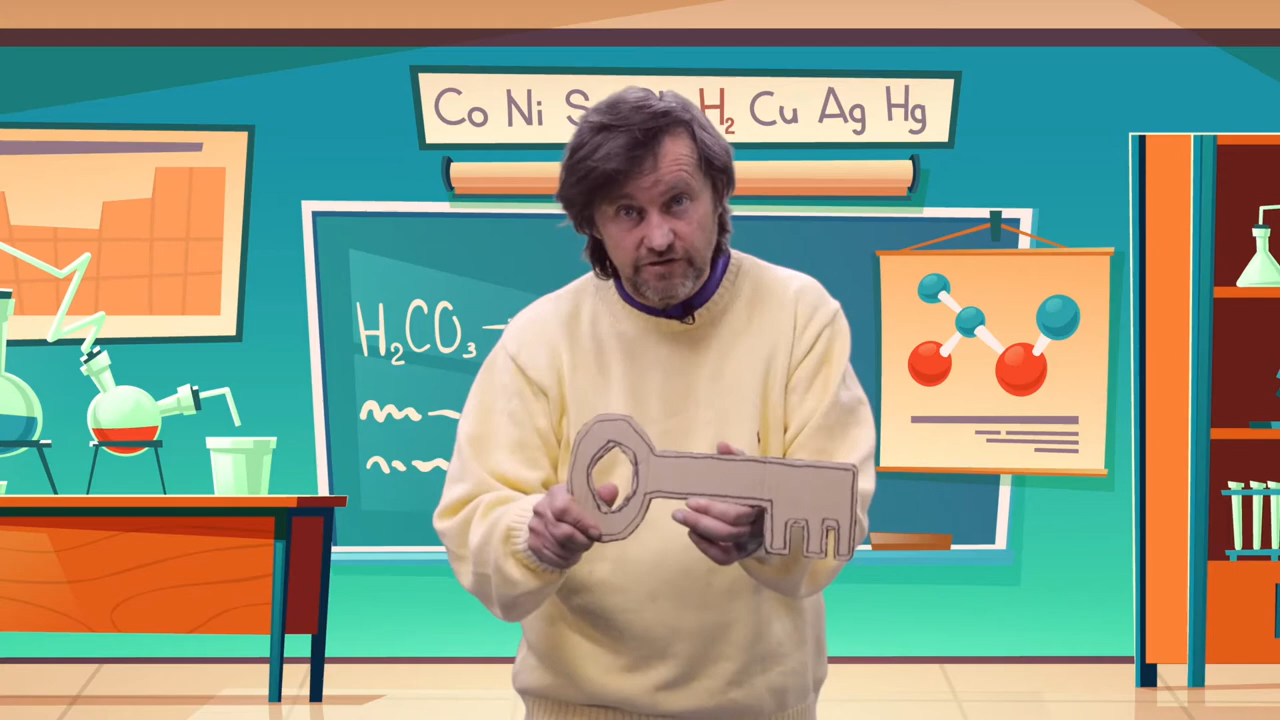 Co Ni H₂ Cu Ag Hg
H₂CO₃ →